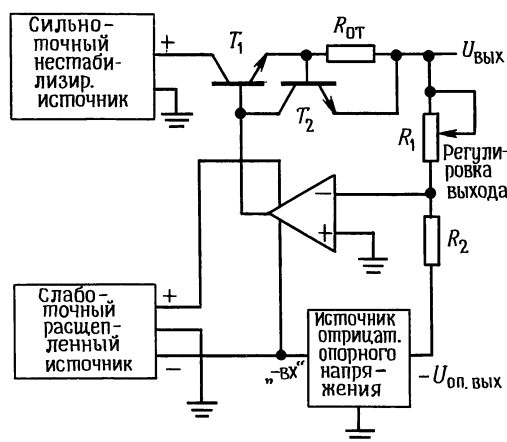 Сильно-
точный
нестаби-
лизир.
источник
+
T1
T2
Rот
Uвых
R1
Регули-
ровка
выхода
−
+
R2
Слабо-
точный
расщеп-
ленный
источник
+
−
„-вх“
Источник
отрицат.
опорного
напря-
жения
-Uоп. вых